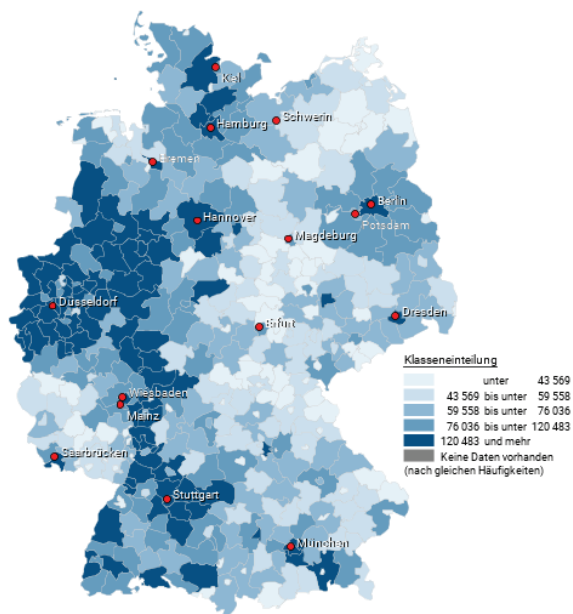 Kiel
Hamburg
Schwerin
Bremen
Berlin
Hannover
Potsdam
Magdeburg
Düsseldorf
Dresden
Erfurt
Wiesbaden
Mainz
Saarbrücken
Stuttgart
München
Klasseneinteilung
unter 43 569
43 569 bis unter 59 558
59 558 bis unter 76 036
76 036 bis unter 120 483
120 483 und mehr
Keine Daten vorhanden
(nach gleichen Häufigkeiten)